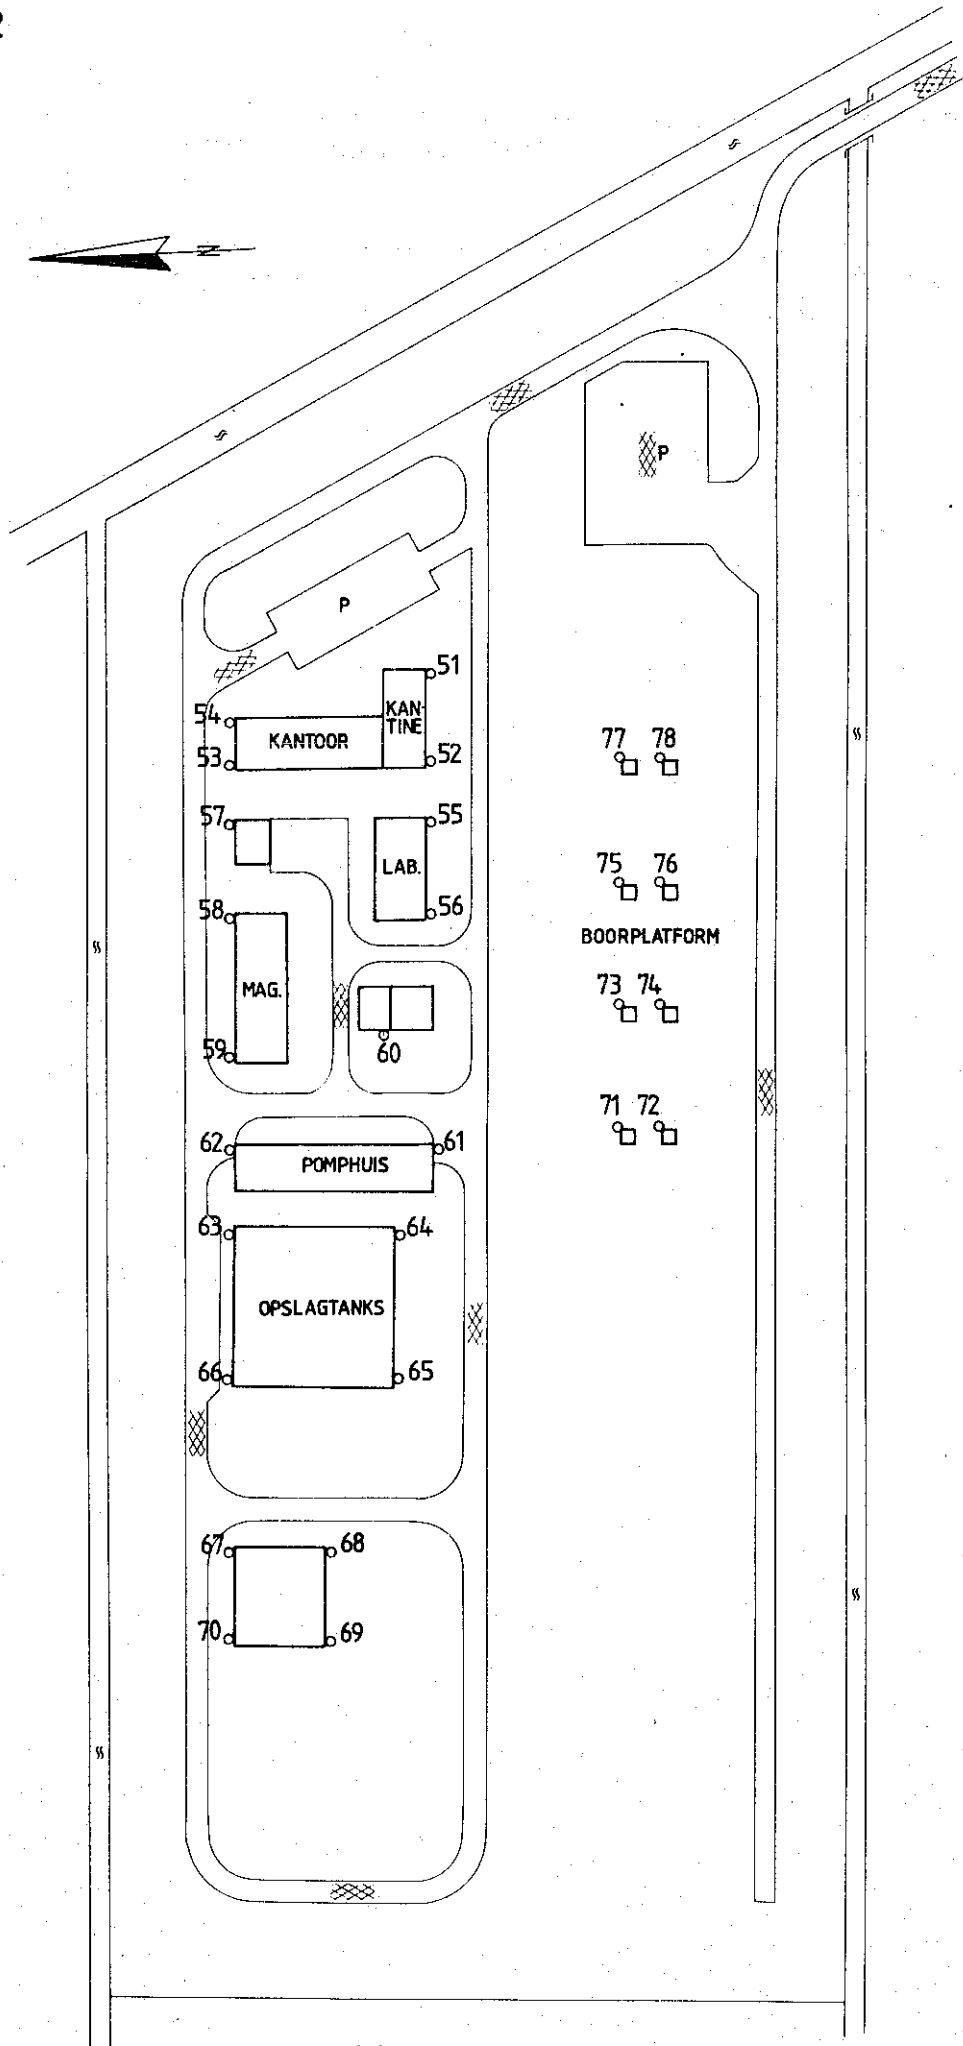 N
P
P
51
54
KAN-
TINE
KANTOOR
53
52
77 78
57
55
LAB.
75 76
58
56
BOORPLATFORM
MAG.
73 74
59
60
71 72
62
61
POMPHUIS
63
64
OPSLAGTANKS
66
65
67
68
70
69